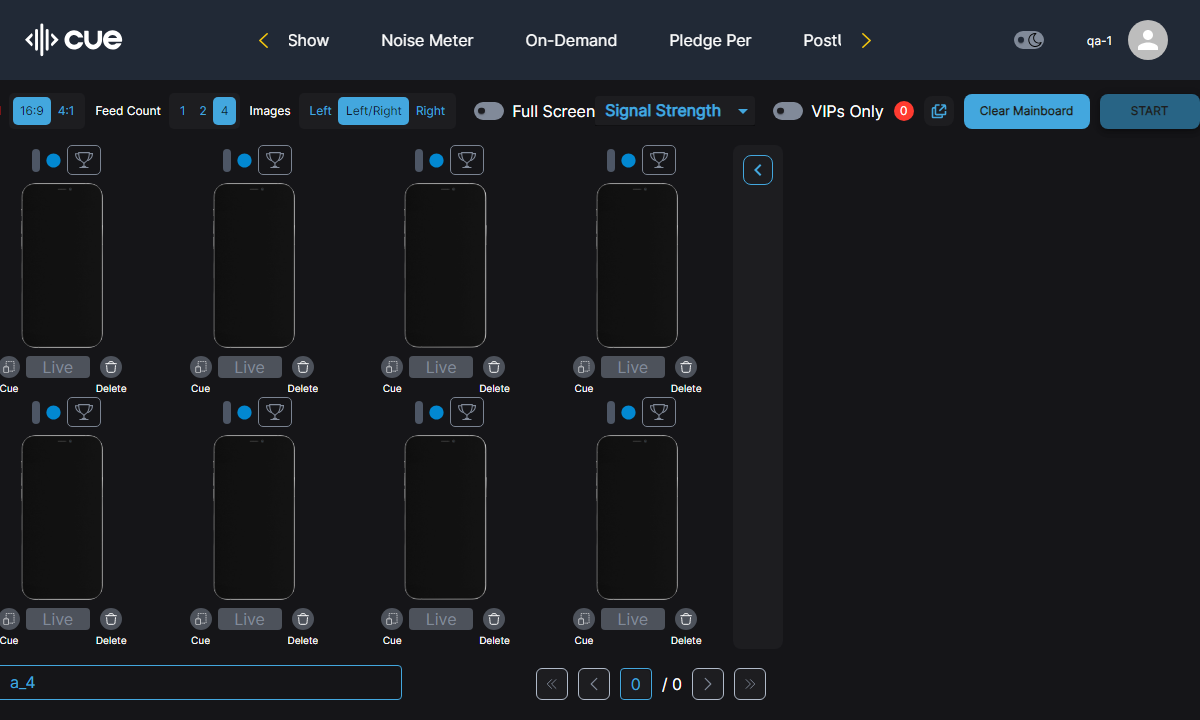 cue
Show Noise Meter On-Demand Pledge Per
qa-1
16:9 4:1 Feed Count 1 2 4 Images Left Left/Right Right Full Screen Signal Strength VIPs Only 0 Clear Mainboard START
Live Live Live Live
Cue Delete Cue Delete Cue Delete Cue Delete
Live Live Live Live
Cue Delete Cue Delete Cue Delete Cue Delete
a_4
0 / 0